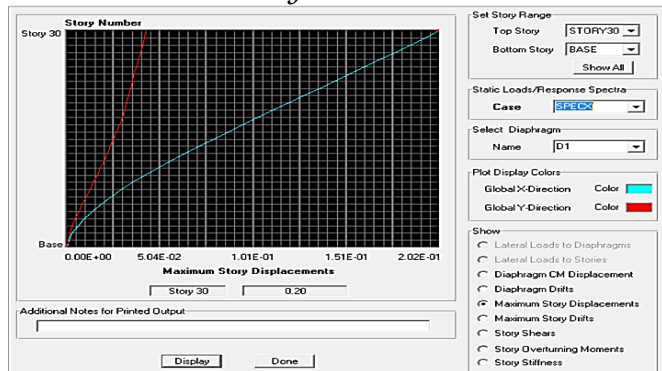 Story Number
Story 30
Base
0.00E+00 5.04E-02 1.01E-01 1.51E-01 2.02E-01
Maximum Story Displacements
Story 30 0.20
Additional Notes for Printed Output
Display Done
Set Story Range
Top Story STORY30
Bottom Story BASE
Show All
Static Loads/Response Spectra
Case SPECX
Select Diaphragm
Name D1
Plot Display Colors
Global X-Direction Color
Global Y-Direction Color
Show
Lateral Loads to Diaphragms
Lateral Loads to Stories
Diaphragm CM Displacement
Diaphragm Drifts
Maximum Story Displacements
Maximum Story Drifts
Story Shears
Story Overturning Moments
Story Stiffness